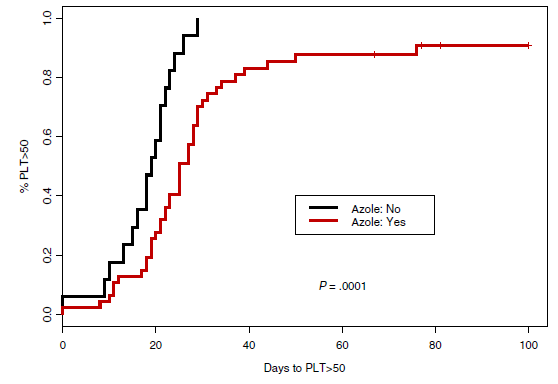 % PLT>50
1.0
0.8
0.6
0.4
0.2
0.0
Azole: No
Azole: Yes
P = .0001
0 20 40 60 80 100
Days to PLT>50